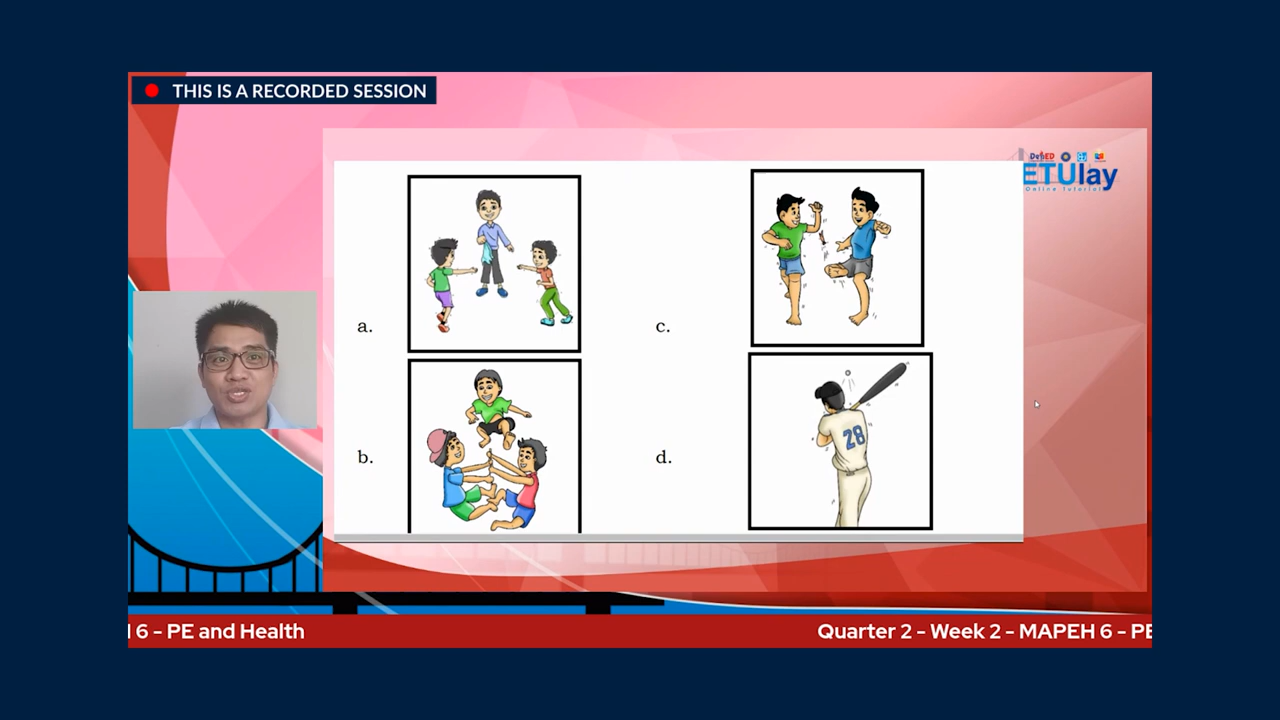 THIS IS A RECORDED SESSION
DepED
ETUlay
Online Tutorial
a.
c.
b.
d.
28
6 - PE and Health
Quarter 2 - Week 2 - MAPEH 6 - PE